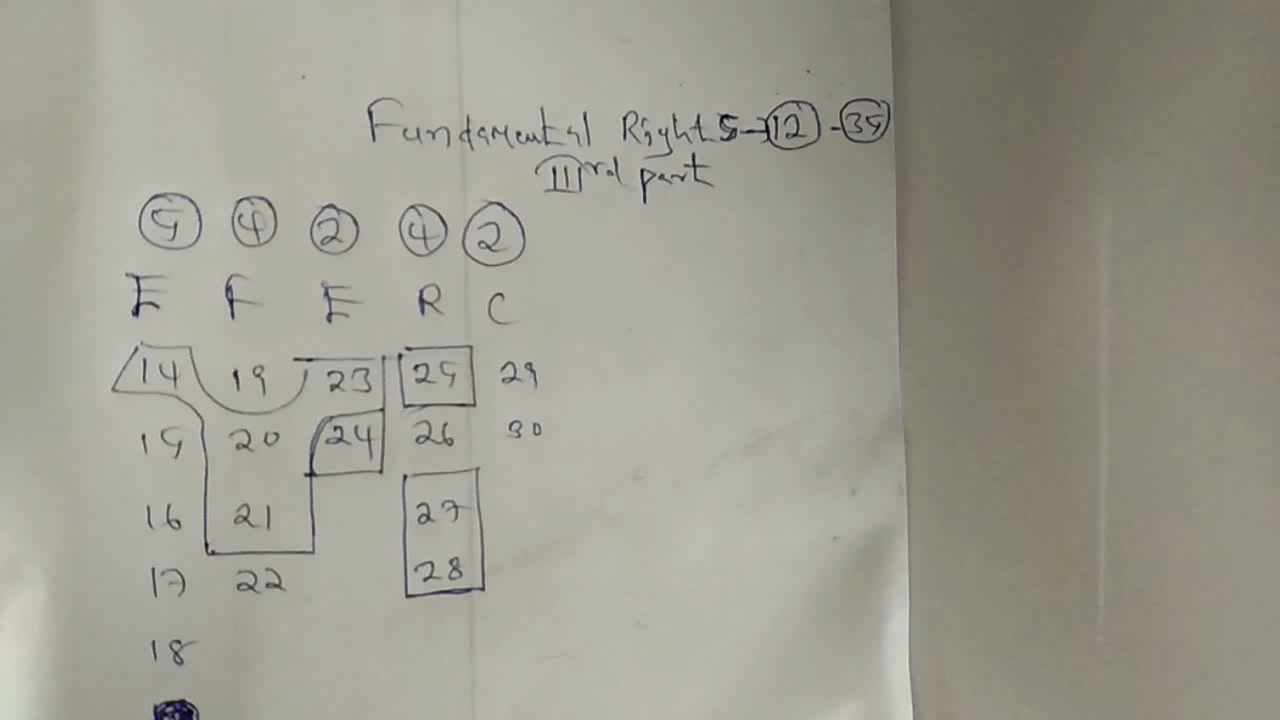 Fundamental Rights → 12 - 35
IIIrd part
5 4 2 4 2
E F E R C
14 19 23 25 29
15 20 24 26 30
16 21 27
17 22 28
18